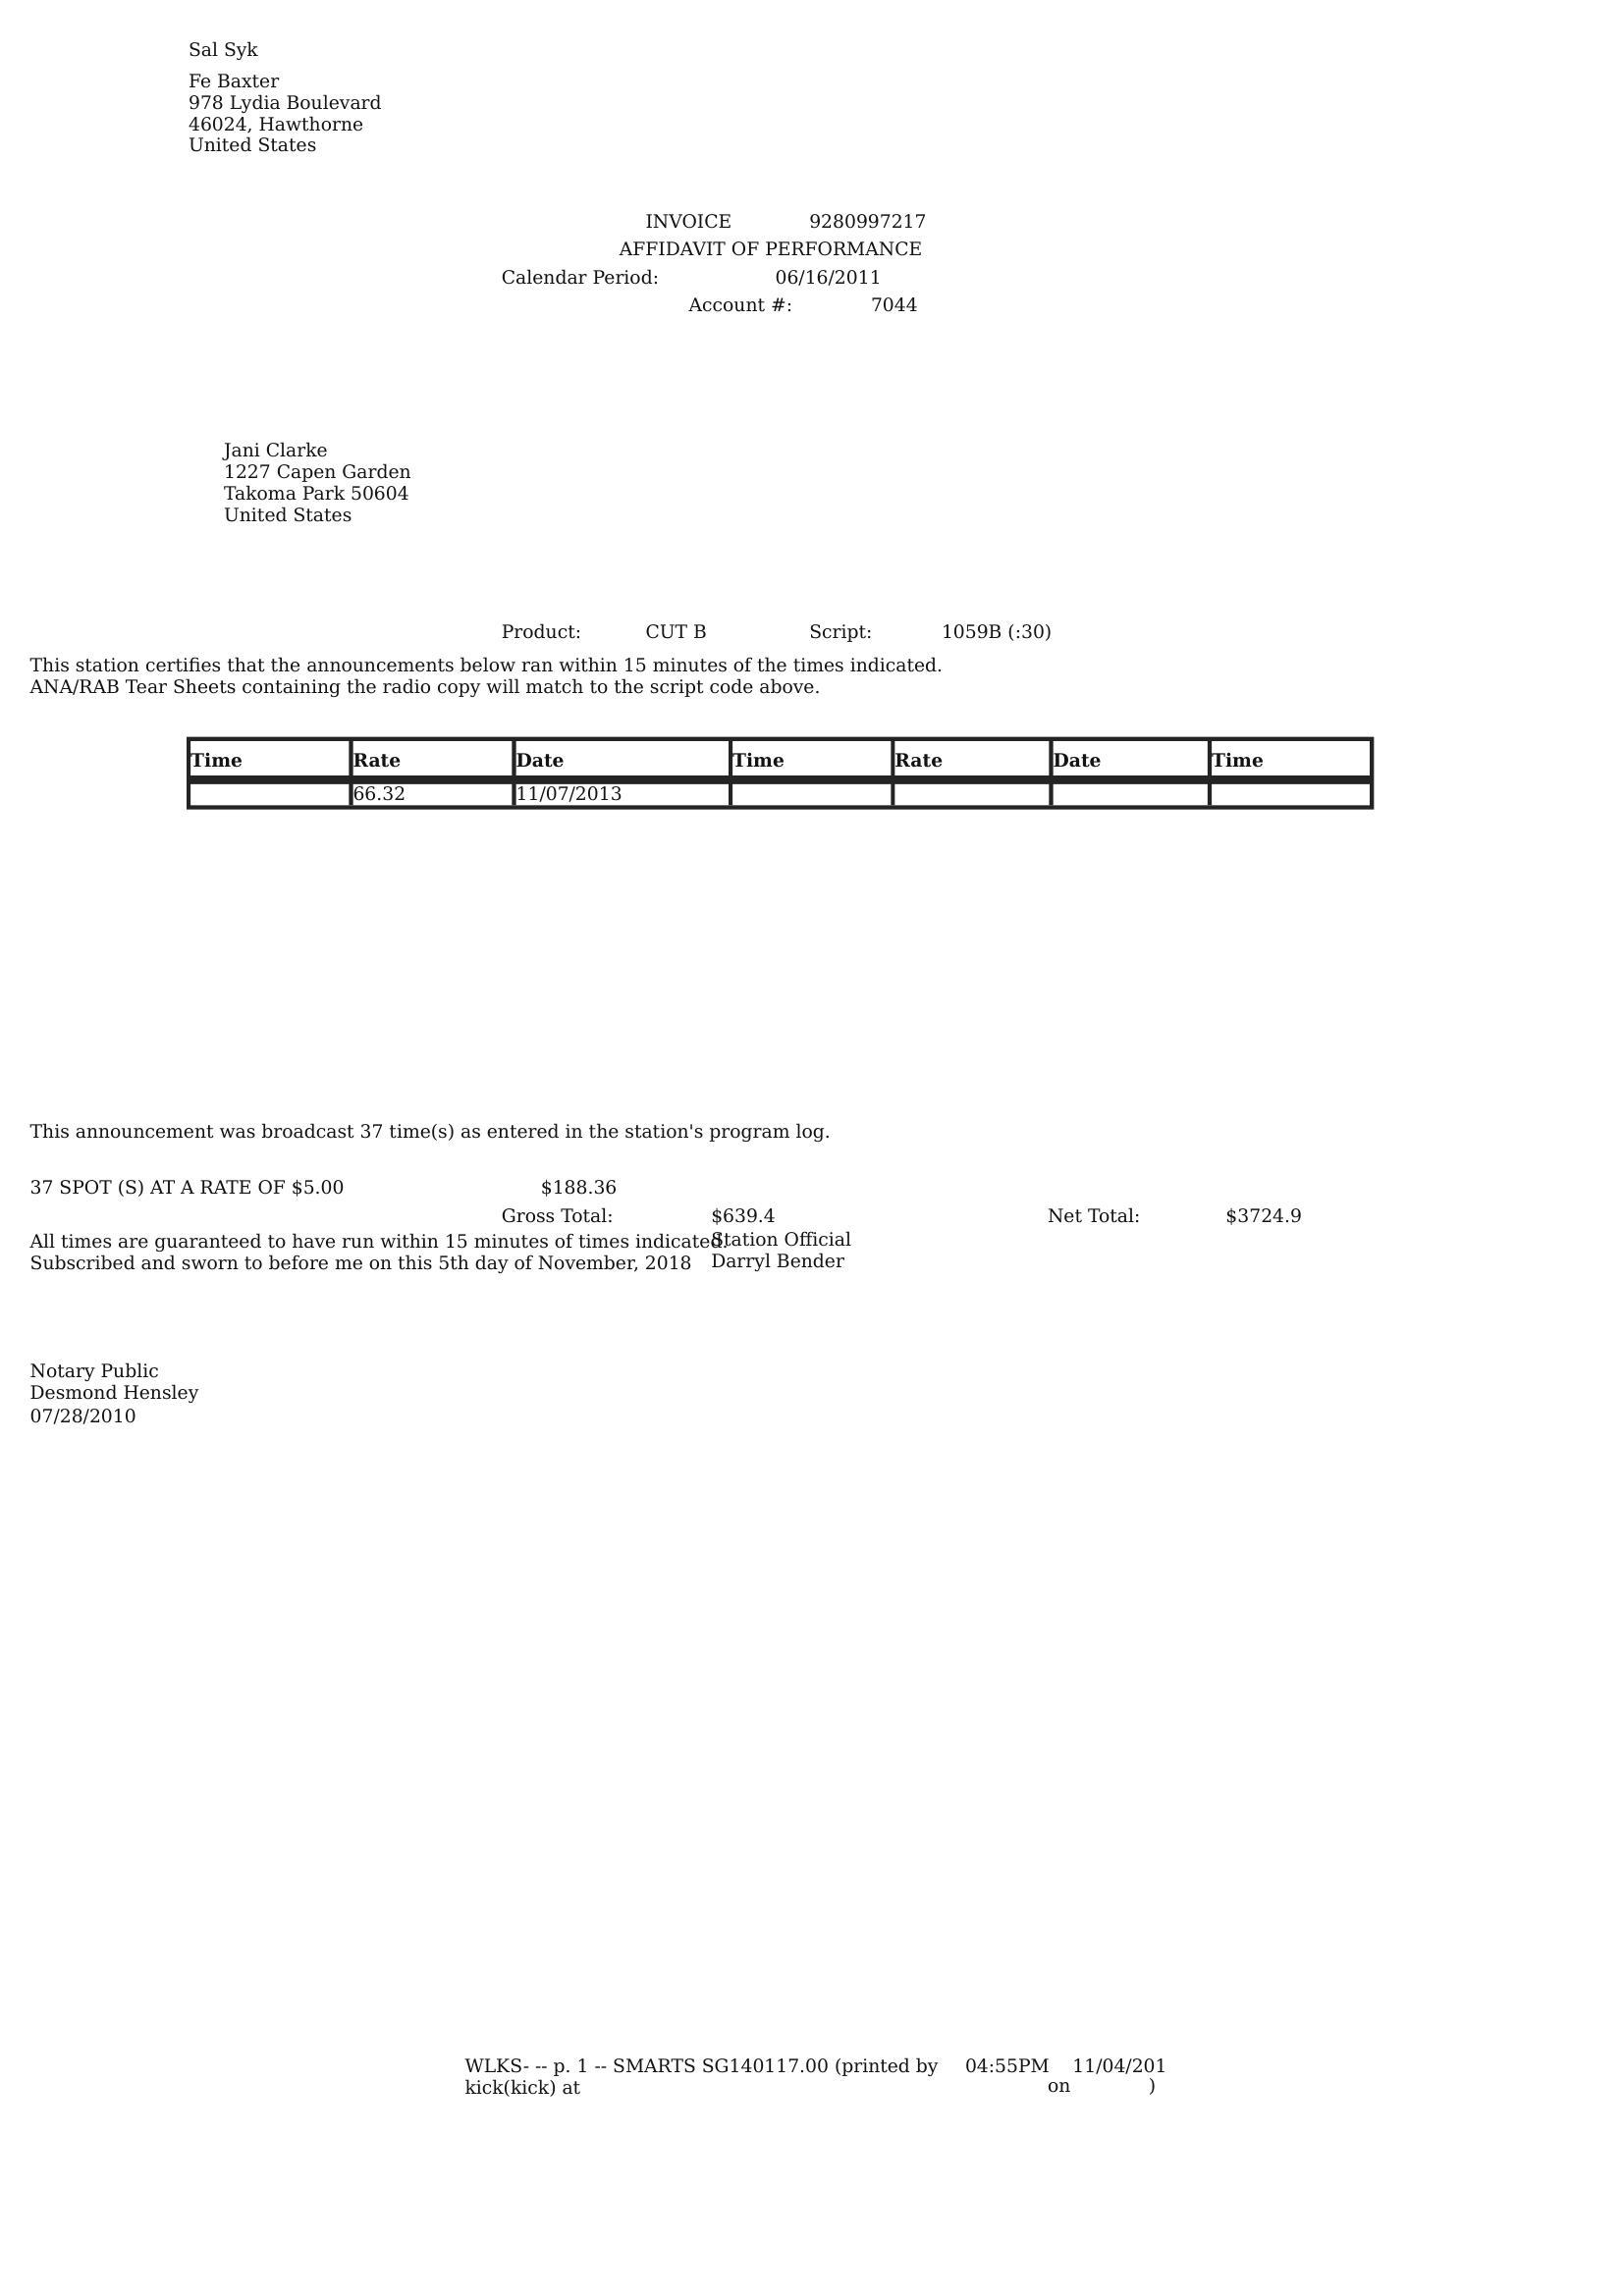 Sal Syk
Fe Baxter
978 Lydia Boulevard
46024, Hawthorne
United States
INVOICE 9280997217
AFFIDAVIT OF PERFORMANCE
Calendar Period: 06/16/2011
Account #: 7044
Jani Clarke
1227 Capen Garden
Takoma Park 50604
United States
Product: CUT B Script: 1059B (:30)
This station certifies that the announcements below ran within 15 minutes of the times indicated.
ANA/RAB Tear Sheets containing the radio copy will match to the script code above.
Time Rate Date Time Rate Date Time
66.32 11/07/2013
This announcement was broadcast 37 time(s) as entered in the station's program log.
37 SPOT (S) AT A RATE OF $5.00 $188.36
Gross Total: $639.4 Net Total: $3724.9
All times are guaranteed to have run within 15 minutes of times indicated. Station Official
Subscribed and sworn to before me on this 5th day of November, 2018 Darryl Bender
Notary Public
Desmond Hensley
07/28/2010
WLKS- -- p. 1 -- SMARTS SG140117.00 (printed by 04:55PM 11/04/201
kick(kick) at on )